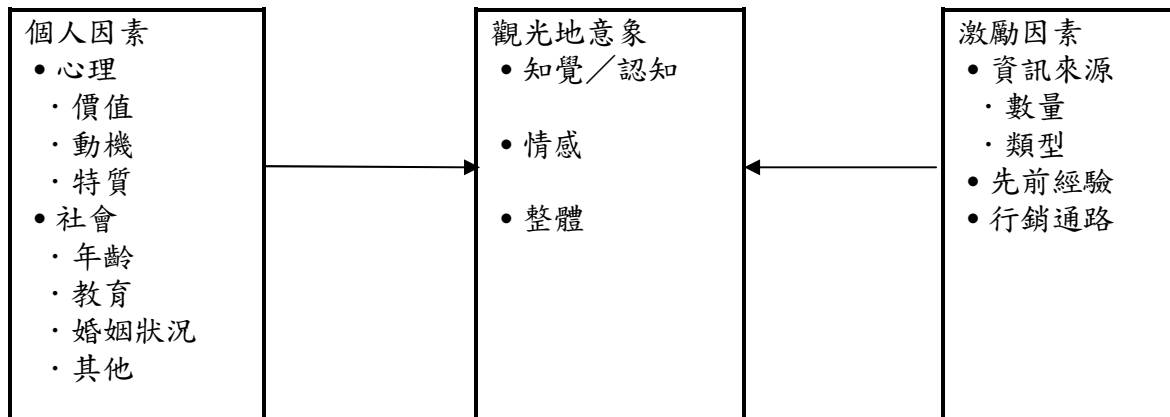 個人因素
•心理
·價值
·動機
·特質
•社會
·年齡
·教育
·婚姻狀況
·其他
觀光地意象
•知覺／認知
•情感
•整體
激勵因素
•資訊來源
·數量
·類型
•先前經驗
•行銷通路